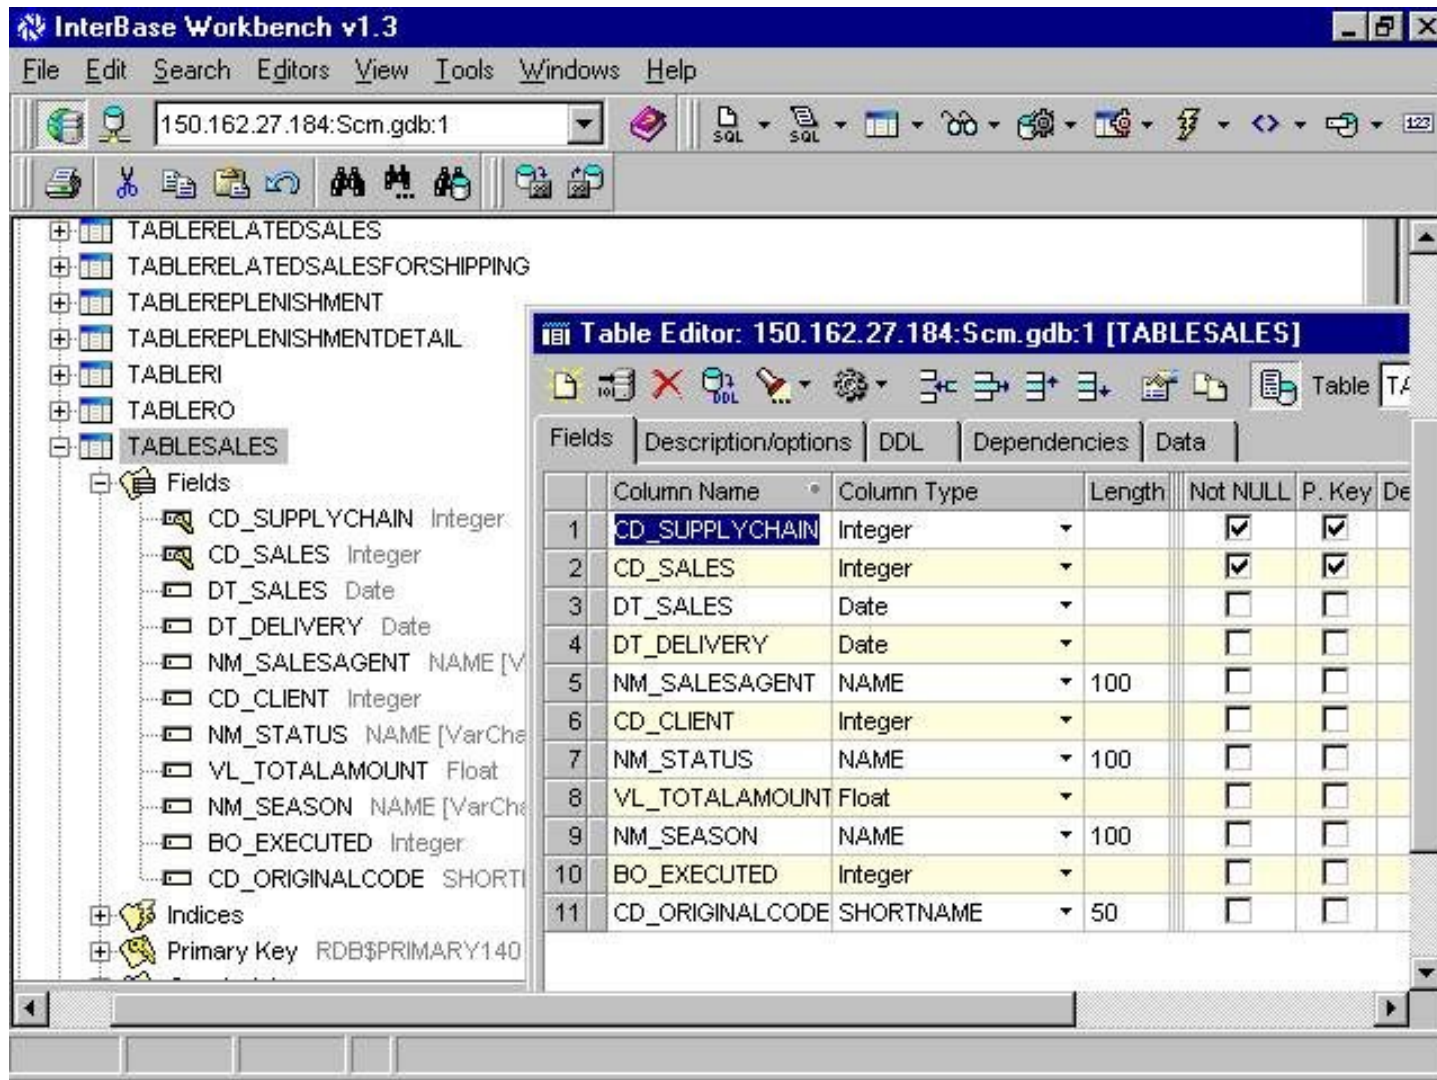 InterBase Workbench v1.3
File Edit Search Editors View Tools Windows Help
150.162.27.184:Scm.gdb:1
SQL SQL 123
TABLERELATEDSALES
TABLERELATEDSALESFORSHIPPING
TABLEREPLENISHMENT
TABLEREPLENISHMENTDETAIL
TABLERI
TABLERO
TABLESALES
Fields
CD_SUPPLYCHAIN Integer
CD_SALES Integer
DT_SALES Date
DT_DELIVERY Date
NM_SALESAGENT NAME [V
CD_CLIENT Integer
NM_STATUS NAME [VarCha
VL_TOTALAMOUNT Float
NM_SEASON NAME [VarCha
BO_EXECUTED Integer
CD_ORIGINALCODE SHORT
Indices
Primary Key RDB$PRIMARY140
Table Editor: 150.162.27.184:Scm.gdb:1 [TABLESALES]
DDL Table TA
Fields Description/options DDL Dependencies Data
Column Name Column Type Length Not NULL P. Key De
1 CD_SUPPLYCHAIN Integer
2 CD_SALES Integer
3 DT_SALES Date
4 DT_DELIVERY Date
5 NM_SALESAGENT NAME 100
6 CD_CLIENT Integer
7 NM_STATUS NAME 100
8 VL_TOTALAMOUNT Float
9 NM_SEASON NAME 100
10 BO_EXECUTED Integer
11 CD_ORIGINALCODE SHORTNAME 50